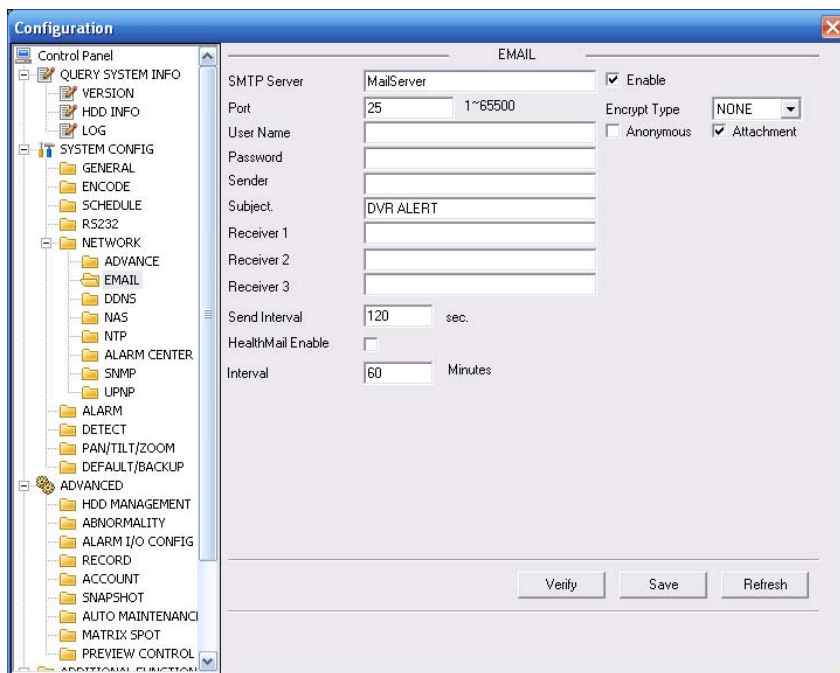 Configuration
Control Panel
QUERY SYSTEM INFO
VERSION
HDD INFO
LOG
SYSTEM CONFIG
GENERAL
ENCODE
SCHEDULE
RS232
NETWORK
ADVANCE
EMAIL
DDNS
NAS
NTP
ALARM CENTER
SNMP
UPNP
ALARM
DETECT
PAN/TILT/ZOOM
DEFAULT/BACKUP
ADVANCED
HDD MANAGEMENT
ABNORMALITY
ALARM I/O CONFIG
RECORD
ACCOUNT
SNAPSHOT
AUTO MAINTENANCE
MATRIX SPOT
PREVIEW CONTROL
ADDITIONAL FUNCTION
EMAIL
SMTP Server MailServer Enable
Port 25 1~65500 Encrypt Type NONE
User Name Anonymous Attachment
Password
Sender
Subject. DVR ALERT
Receiver 1
Receiver 2
Receiver 3
Send Interval 120 sec.
HealthMail Enable
Interval 60 Minutes
Verify Save Refresh